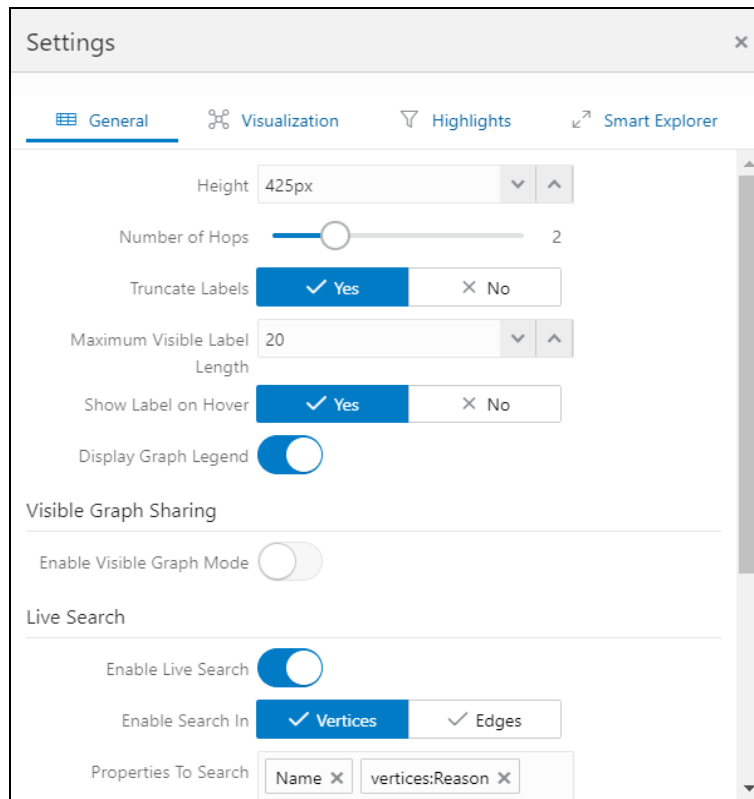 Settings
General Visualization Highlights Smart Explorer
Height 425px
Number of Hops 2
Truncate Labels Yes No
Maximum Visible Label 20
Length
Show Label on Hover Yes No
Display Graph Legend
Visible Graph Sharing
Enable Visible Graph Mode
Live Search
Enable Live Search
Enable Search In Vertices Edges
Properties To Search Name vertices:Reason